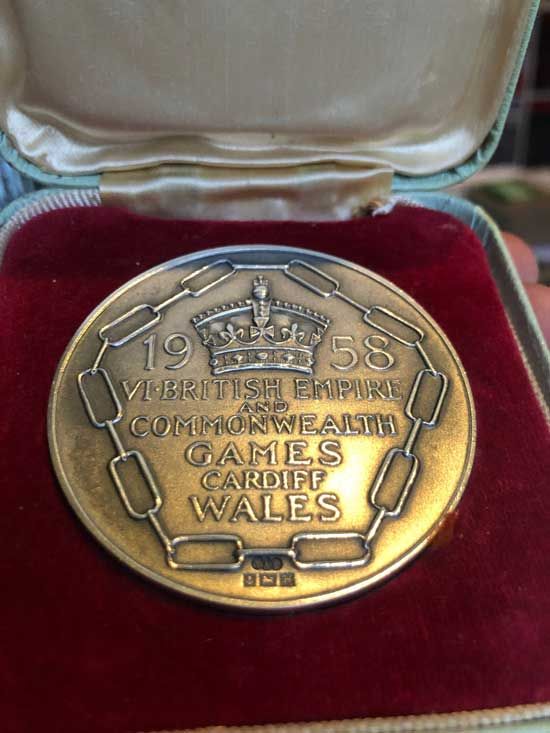 19 58
VI·BRITISH EMPIRE
AND
COMMONWEALTH
GAMES
CARDIFF
WALES